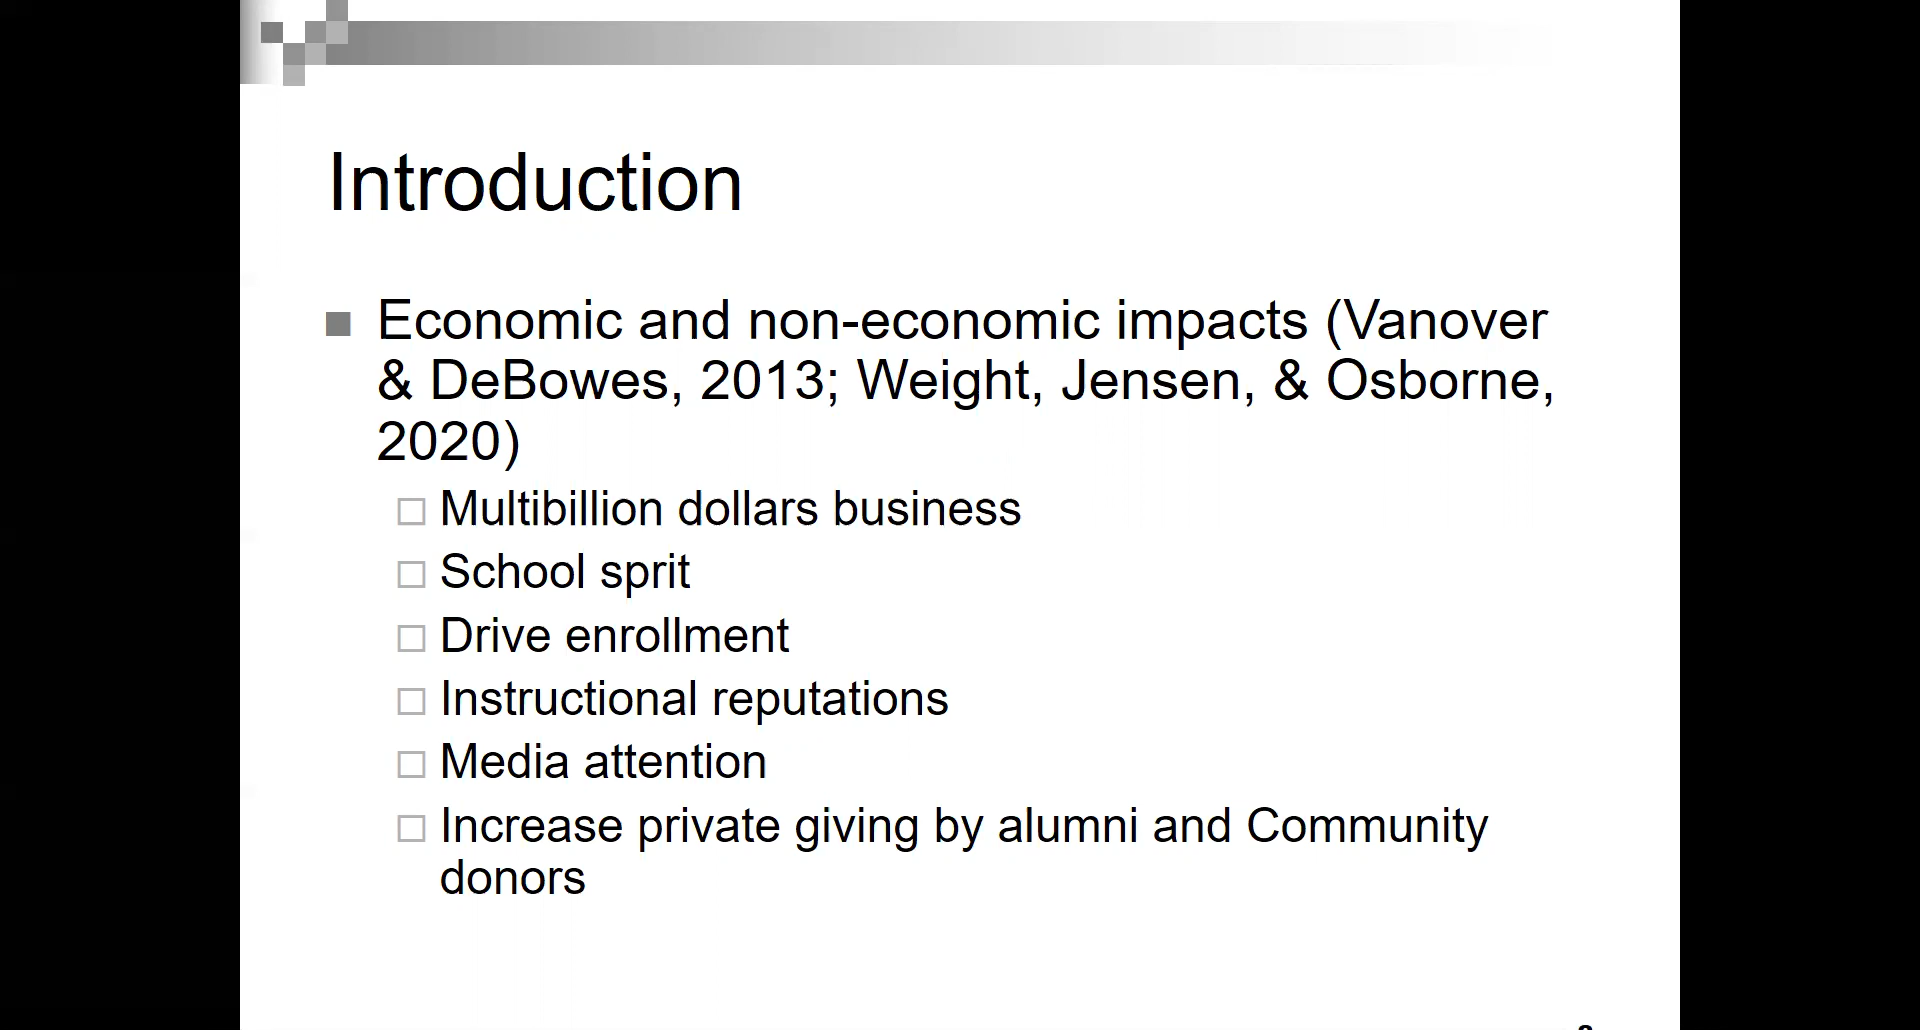 Introduction
Economic and non-economic impacts (Vanover
& DeBowes, 2013; Weight, Jensen, & Osborne,
2020)
Multibillion dollars business
School sprit
Drive enrollment
Instructional reputations
Media attention
Increase private giving by alumni and Community
donors